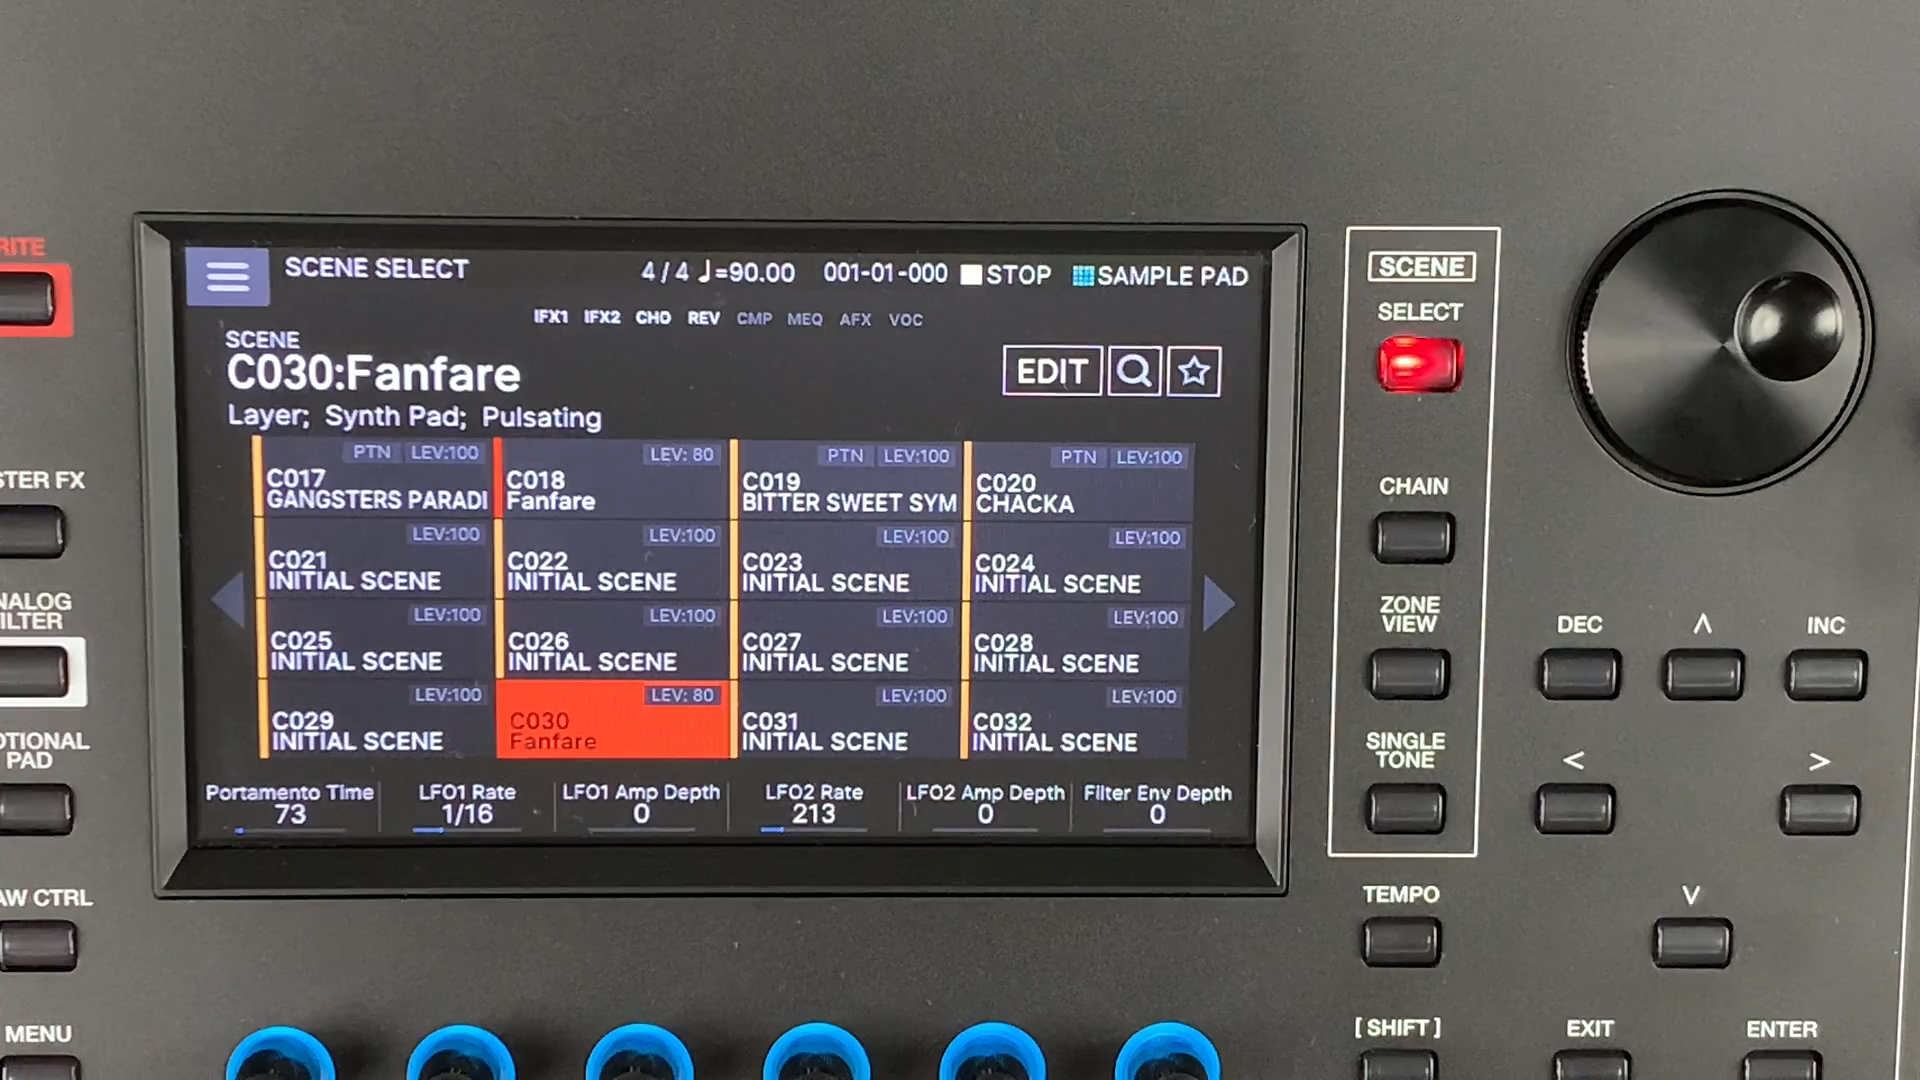 SCENE SELECT
4/4 ♩=90.00 001-01-000 STOP SAMPLE PAD
IFX1 IFX2 CHO REV CMP MEQ AFX VOC
SCENE
C030:Fanfare
EDIT
Layer; Synth Pad; Pulsating
PTN LEV:100
C017
GANGSTERS PARADI
LEV: 80
C018
Fanfare
PTN LEV:100
C019
BITTER SWEET SYM
PTN LEV:100
C020
CHACKA
LEV:100
C021
INITIAL SCENE
LEV:100
C022
INITIAL SCENE
LEV:100
C023
INITIAL SCENE
LEV:100
C024
INITIAL SCENE
LEV:100
C025
INITIAL SCENE
LEV:100
C026
INITIAL SCENE
LEV:100
C027
INITIAL SCENE
LEV:100
C028
INITIAL SCENE
LEV:100
C029
INITIAL SCENE
LEV: 80
C030
Fanfare
LEV:100
C031
INITIAL SCENE
LEV:100
C032
INITIAL SCENE
Portamento Time
73
LFO1 Rate
1/16
LFO1 Amp Depth
0
LFO2 Rate
213
LFO2 Amp Depth
0
Filter Env Depth
0
RITE
STER FX
NALOG
ILTER
OTIONAL
PAD
AW CTRL
MENU
SCENE
SELECT
CHAIN
ZONE
VIEW
SINGLE
TONE
TEMPO
[SHIFT]
DEC
∧
INC
<
>
∨
EXIT
ENTER